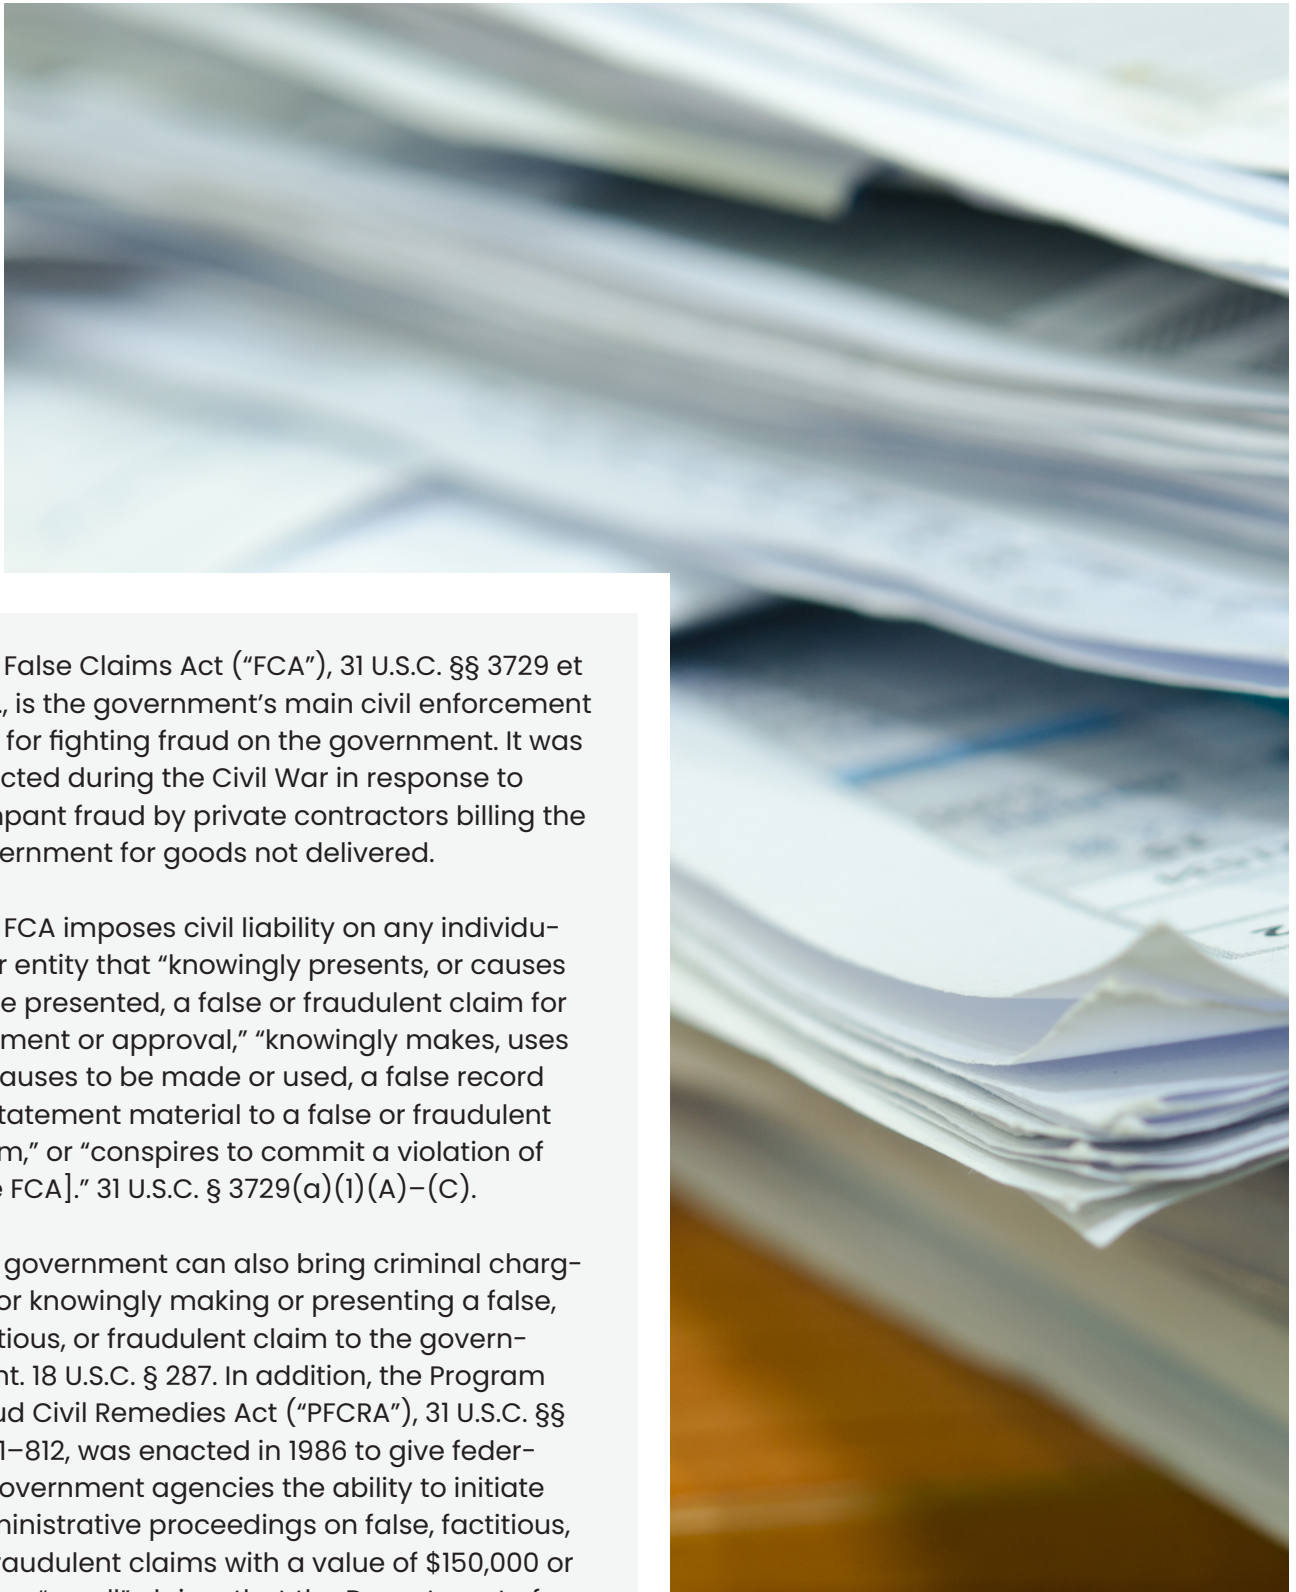 False Claims Act (“FCA”), 31 U.S.C. §§ 3729 et
., is the government’s main civil enforcement
for fighting fraud on the government. It was
cted during the Civil War in response to
pant fraud by private contractors billing the
ernment for goods not delivered.
FCA imposes civil liability on any individu-
r entity that “knowingly presents, or causes
e presented, a false or fraudulent claim for
ment or approval,” “knowingly makes, uses
auses to be made or used, a false record
tatement material to a false or fraudulent
m,” or “conspires to commit a violation of
e FCA].” 31 U.S.C. § 3729(a)(1)(A)–(C).
government can also bring criminal charg-
or knowingly making or presenting a false,
tious, or fraudulent claim to the govern-
nt. 18 U.S.C. § 287. In addition, the Program
ud Civil Remedies Act (“PFCRA”), 31 U.S.C. §§
1–812, was enacted in 1986 to give feder-
overnment agencies the ability to initiate
ministrative proceedings on false, factitious,
raudulent claims with a value of $150,000 or